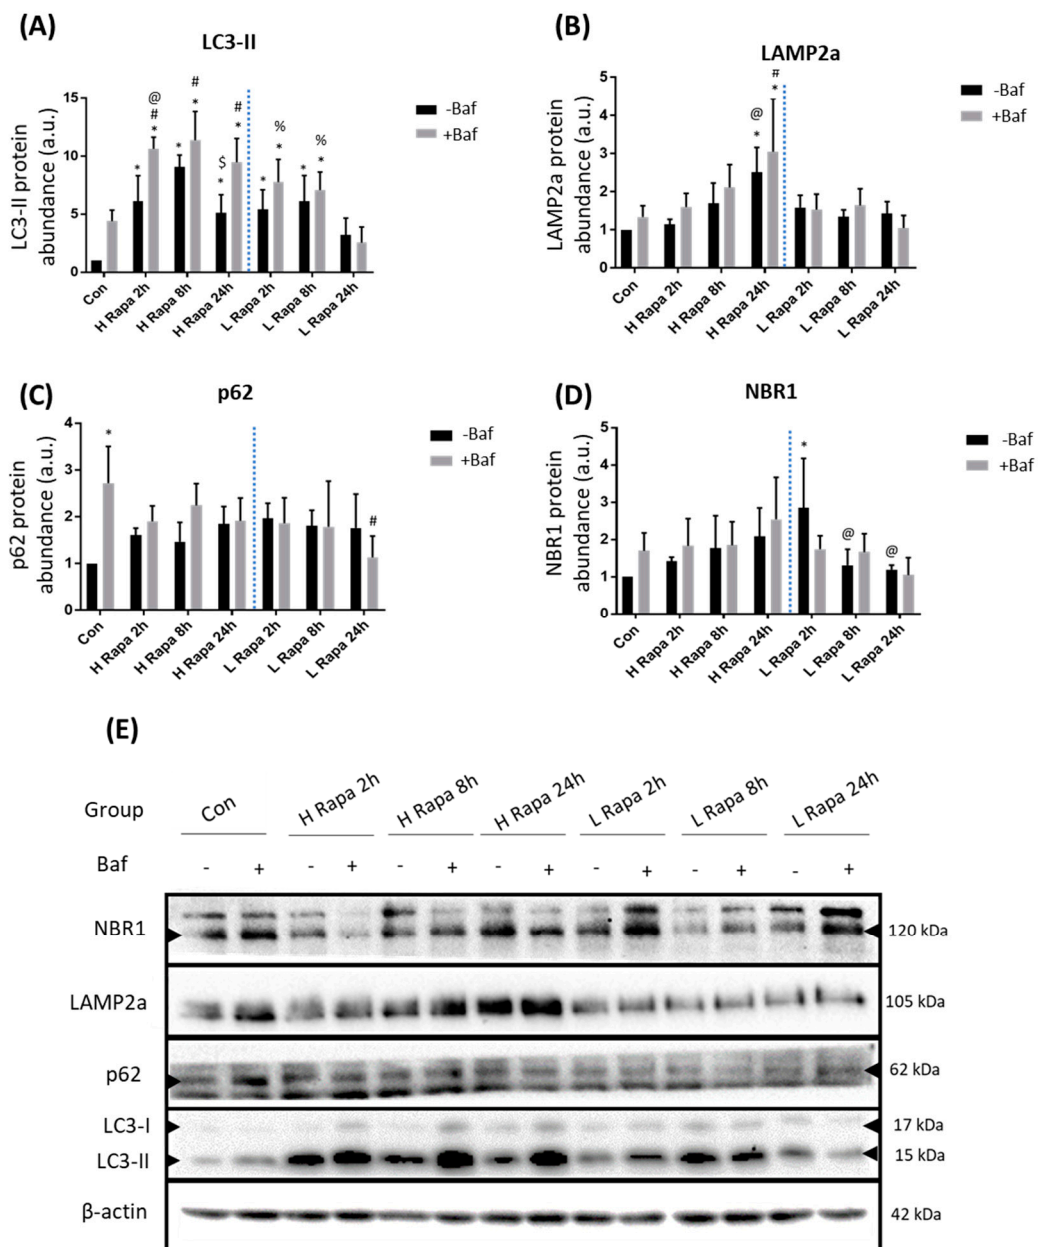 (A)
LC3-II
LC3-II protein
abundance (a.u.)
15
10
5
0
* @ # * * # * $ * # * * % * * % *
Con
H Rapa 2h
H Rapa 8h
H Rapa 24h
L Rapa 2h
L Rapa 8h
L Rapa 24h
-Baf
+Baf
(B)
LAMP2a
LAMP2a protein
abundance (a.u.)
5
4
3
2
1
0
@ * # *
Con
H Rapa 2h
H Rapa 8h
H Rapa 24h
L Rapa 2h
L Rapa 8h
L Rapa 24h
-Baf
+Baf
(C)
p62
p62 protein
abundance (a.u.)
4
3
2
1
0
* #
Con
H Rapa 2h
H Rapa 8h
H Rapa 24h
L Rapa 2h
L Rapa 8h
L Rapa 24h
-Baf
+Baf
(D)
NBR1
NBR1 protein
abundance (a.u.)
5
4
3
2
1
0
* @ @
Con
H Rapa 2h
H Rapa 8h
H Rapa 24h
L Rapa 2h
L Rapa 8h
L Rapa 24h
-Baf
+Baf
(E)
Group Con H Rapa 2h H Rapa 8h H Rapa 24h L Rapa 2h L Rapa 8h L Rapa 24h
Baf - + - + - + - + - + - + - +
NBR1 120 kDa
LAMP2a 105 kDa
p62 62 kDa
LC3-I 17 kDa
LC3-II 15 kDa
β-actin 42 kDa